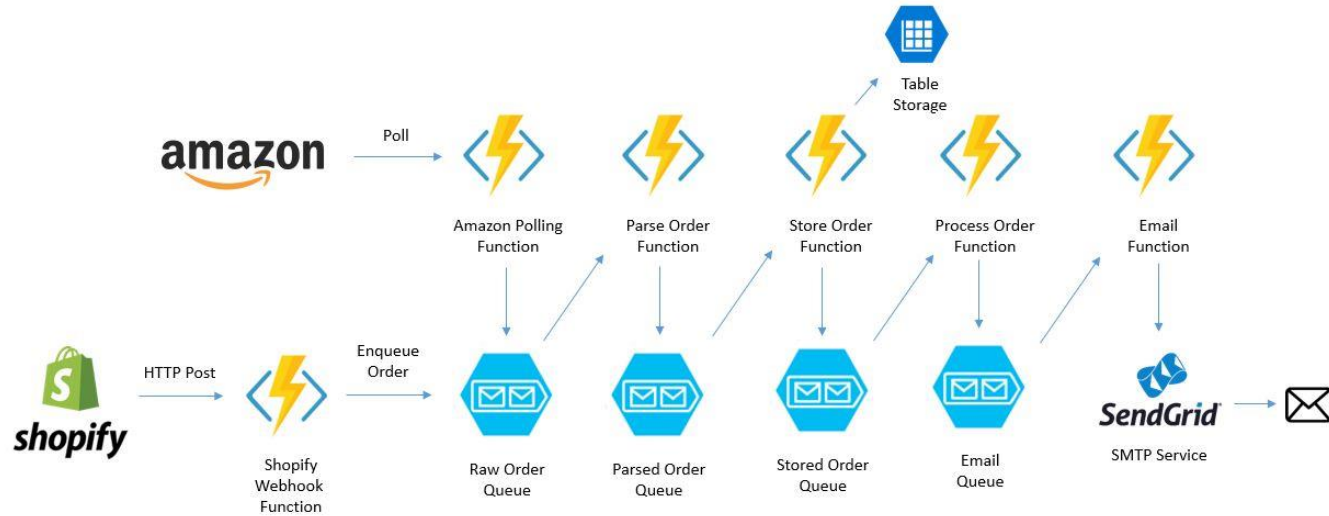 Table
Storage
amazon
Poll
Amazon Polling
Function
Parse Order
Function
Store Order
Function
Process Order
Function
Email
Function
S
shopify
HTTP Post
Shopify
Webhook
Function
Enqueue
Order
Raw Order
Queue
Parsed Order
Queue
Stored Order
Queue
Email
Queue
SendGrid
SMTP Service